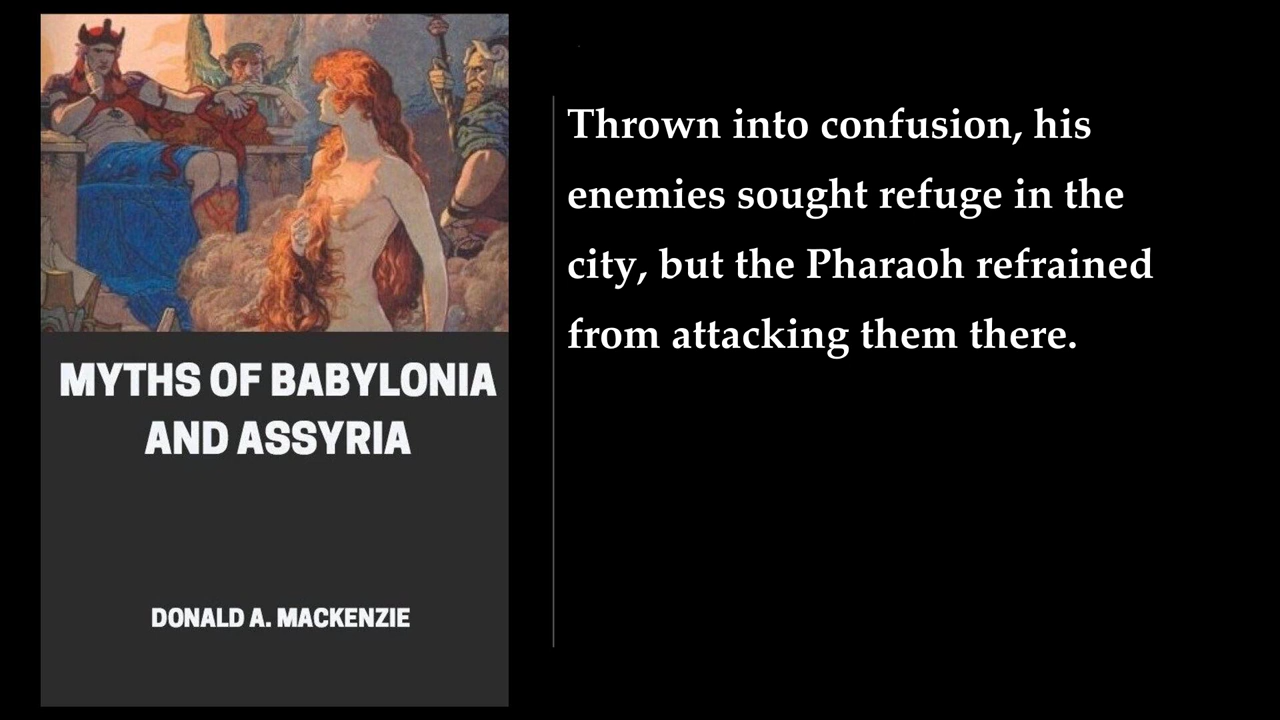 MYTHS OF BABYLONIA
AND ASSYRIA
DONALD A. MACKENZIE
Thrown into confusion, his
enemies sought refuge in the
city, but the Pharaoh refrained
from attacking them there.